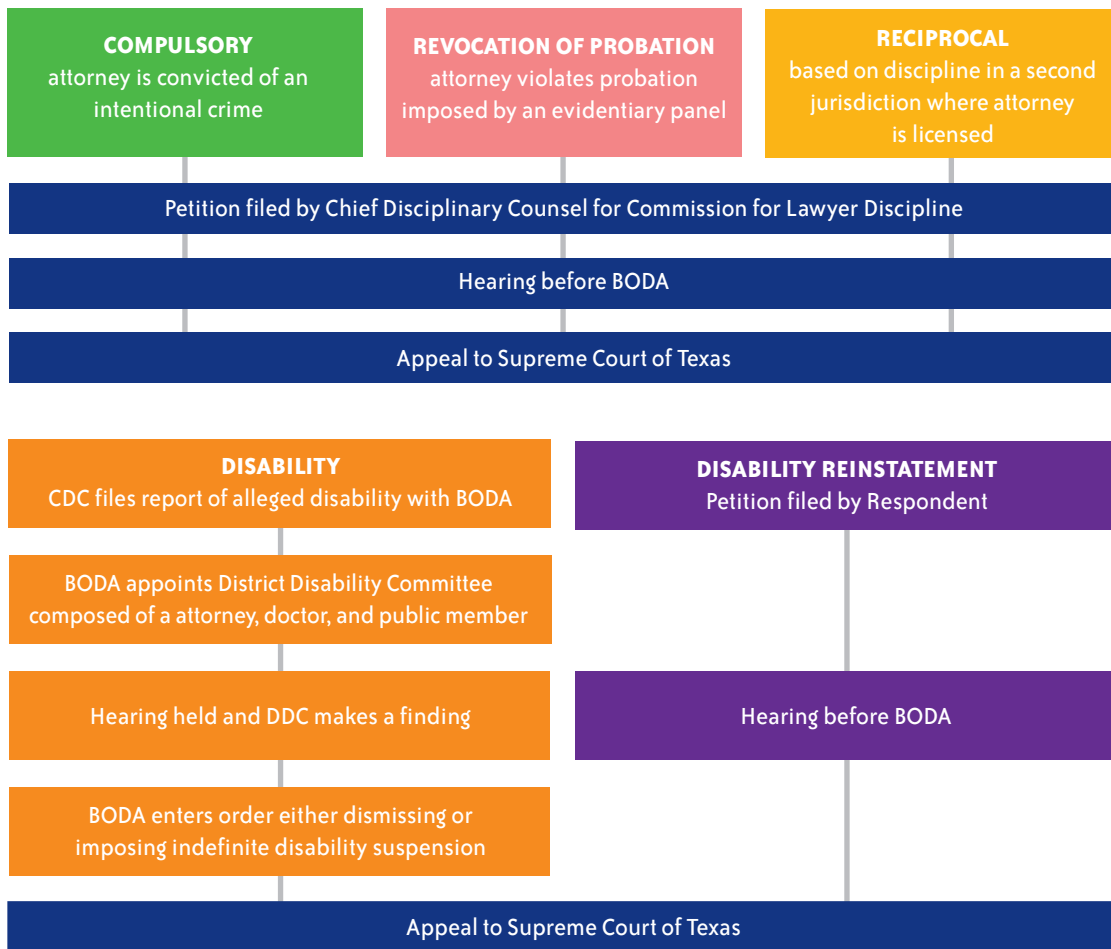 COMPULSORY
attorney is convicted of an
intentional crime
REVOCATION OF PROBATION
attorney violates probation
imposed by an evidentiary panel
RECIPROCAL
based on discipline in a second
jurisdiction where attorney
is licensed
Petition filed by Chief Disciplinary Counsel for Commission for Lawyer Discipline
Hearing before BODA
Appeal to Supreme Court of Texas
DISABILITY
CDC files report of alleged disability with BODA
BODA appoints District Disability Committee
composed of a attorney, doctor, and public member
Hearing held and DDC makes a finding
BODA enters order either dismissing or
imposing indefinite disability suspension
DISABILITY REINSTATEMENT
Petition filed by Respondent
Hearing before BODA
Appeal to Supreme Court of Texas